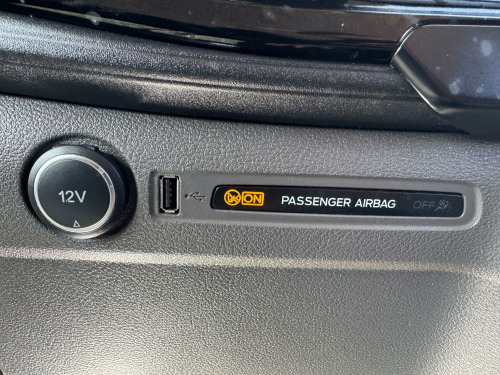 12V
ON PASSENGER AIRBAG OFF